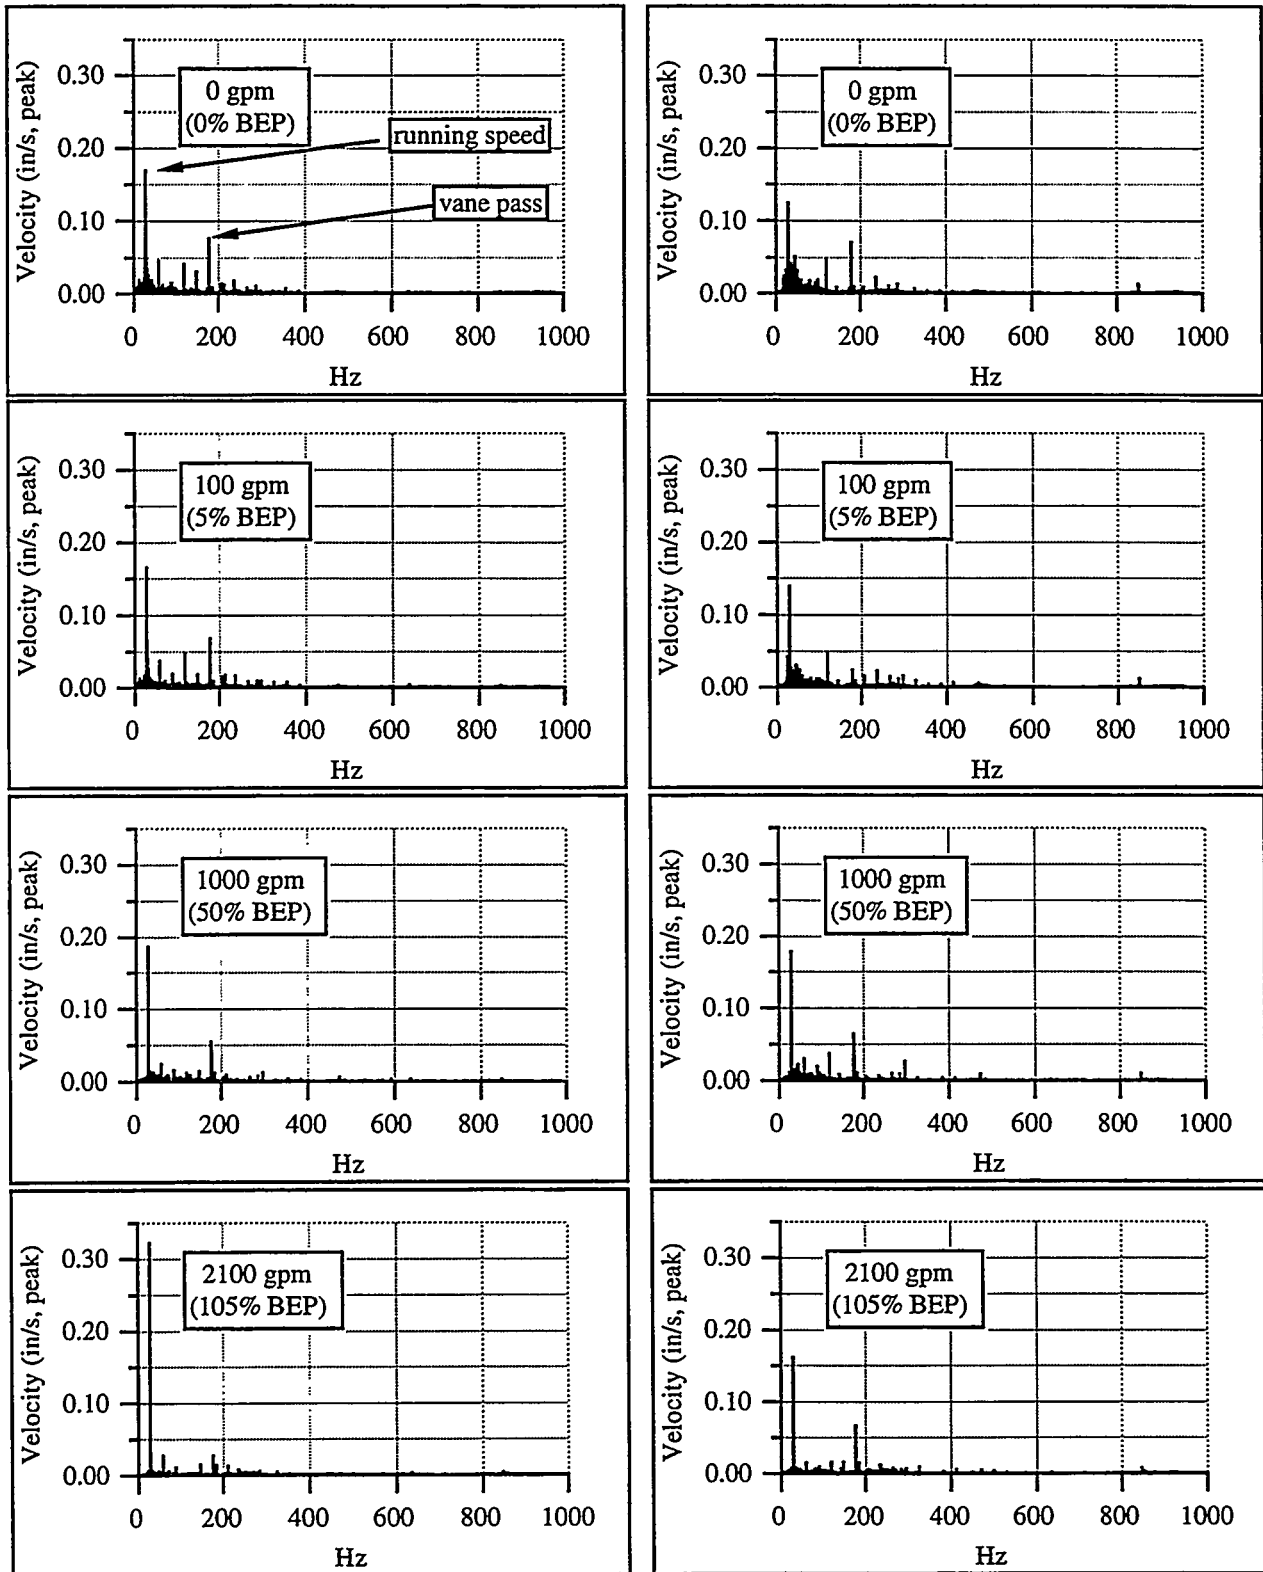 Velocity (in/s, peak)
0.30
0.20
0.10
0.00
0 gpm
(0% BEP)
running speed
vane pass
0 200 400 600 800 1000
Hz
Velocity (in/s, peak)
0.30
0.20
0.10
0.00
0 gpm
(0% BEP)
0 200 400 600 800 1000
Hz
Velocity (in/s, peak)
0.30
0.20
0.10
0.00
100 gpm
(5% BEP)
0 200 400 600 800 1000
Hz
Velocity (in/s, peak)
0.30
0.20
0.10
0.00
100 gpm
(5% BEP)
0 200 400 600 800 1000
Hz
Velocity (in/s, peak)
0.30
0.20
0.10
0.00
1000 gpm
(50% BEP)
0 200 400 600 800 1000
Hz
Velocity (in/s, peak)
0.30
0.20
0.10
0.00
1000 gpm
(50% BEP)
0 200 400 600 800 1000
Hz
Velocity (in/s, peak)
0.30
0.20
0.10
0.00
2100 gpm
(105% BEP)
0 200 400 600 800 1000
Hz
Velocity (in/s, peak)
0.30
0.20
0.10
0.00
2100 gpm
(105% BEP)
0 200 400 600 800 1000
Hz